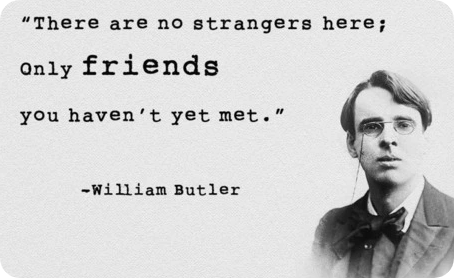 “There are no strangers here;
Only friends
you haven’t yet met.”
~William Butler